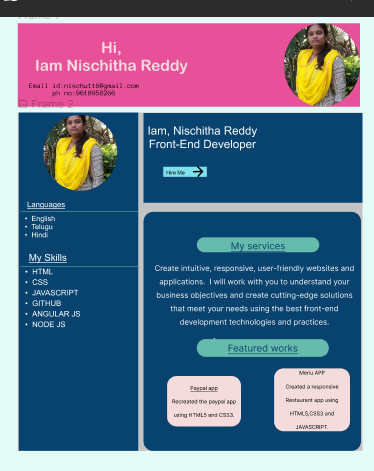 Hi,
Iam Nischitha Reddy
Email id:nischu116@gmail.com
ph no:9618958266
Frame 2
Iam, Nischitha Reddy
Front-End Developer
Hire Me
Languages
• English
• Telugu
• Hindi
My Skills
• HTML
• CSS
• JAVASCRIPT
• GITHUB
• ANGULAR JS
• NODE JS
My services
Create intuitive, responsive, user-friendly websites and
applications. I will work with you to understand your
business objectives and create cutting-edge solutions
that meet your needs using the best front-end
development technologies and practices.
Featured works
Paypal app
Recreated the paypal app
using HTML5 and CSS3.
Menu APP
Created a responsive
Restaurant app using
HTML5,CSS3 and
JAVASCRIPT.